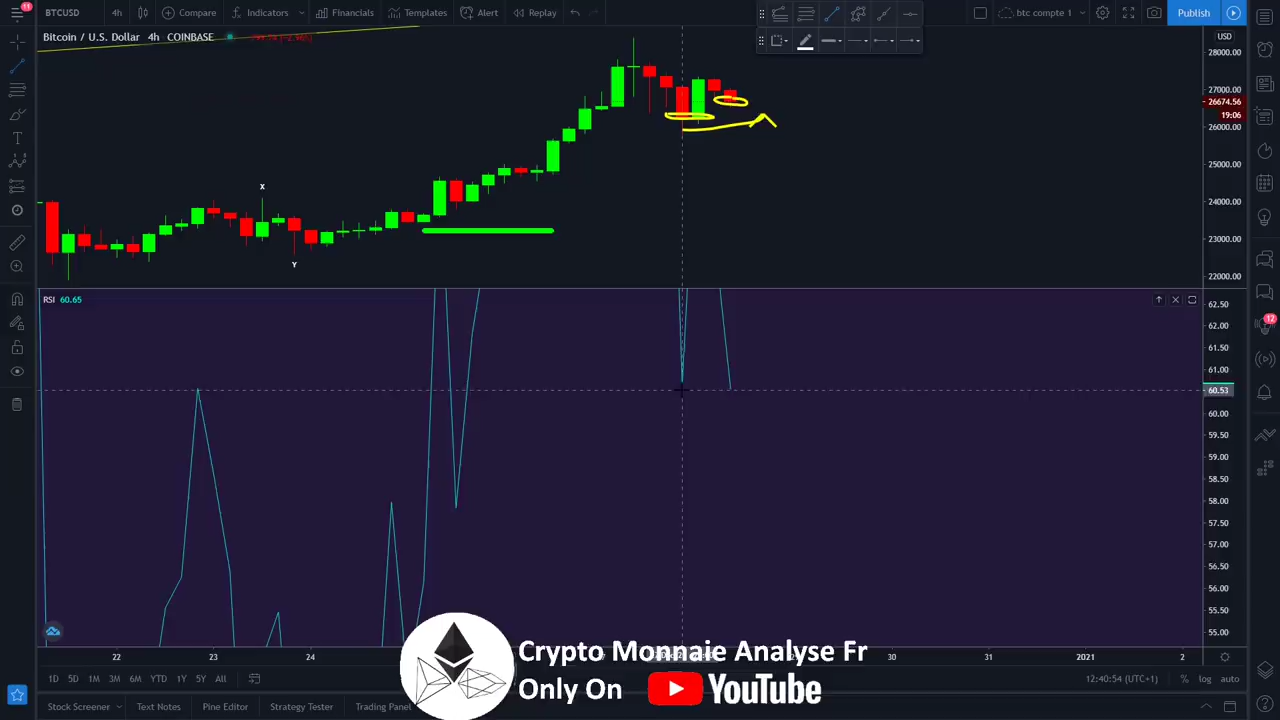 11
BTCUSD
4h
Compare
Indicators
Financials
Templates
Alert
Replay
btc compte 1
Publish
Bitcoin / U.S. Dollar 4h COINBASE
USD
28000.00
27000.00
26674.56
19:06
26000.00
25000.00
24000.00
23000.00
22000.00
X
Y
RSI 60.65
62.50
62.00
61.50
61.00
60.53
60.00
59.50
59.00
58.50
58.00
57.50
57.00
56.50
56.00
55.50
55.00
12
22
23
24
30
31
2021
2
Crypto Monnaie Analyse Fr
Only On YouTube
1D 5D 1M 3M 6M YTD 1Y 5Y All
12:40:54 (UTC+1)
% log auto
Stock Screener
Text Notes
Pine Editor
Strategy Tester
Trading Panel